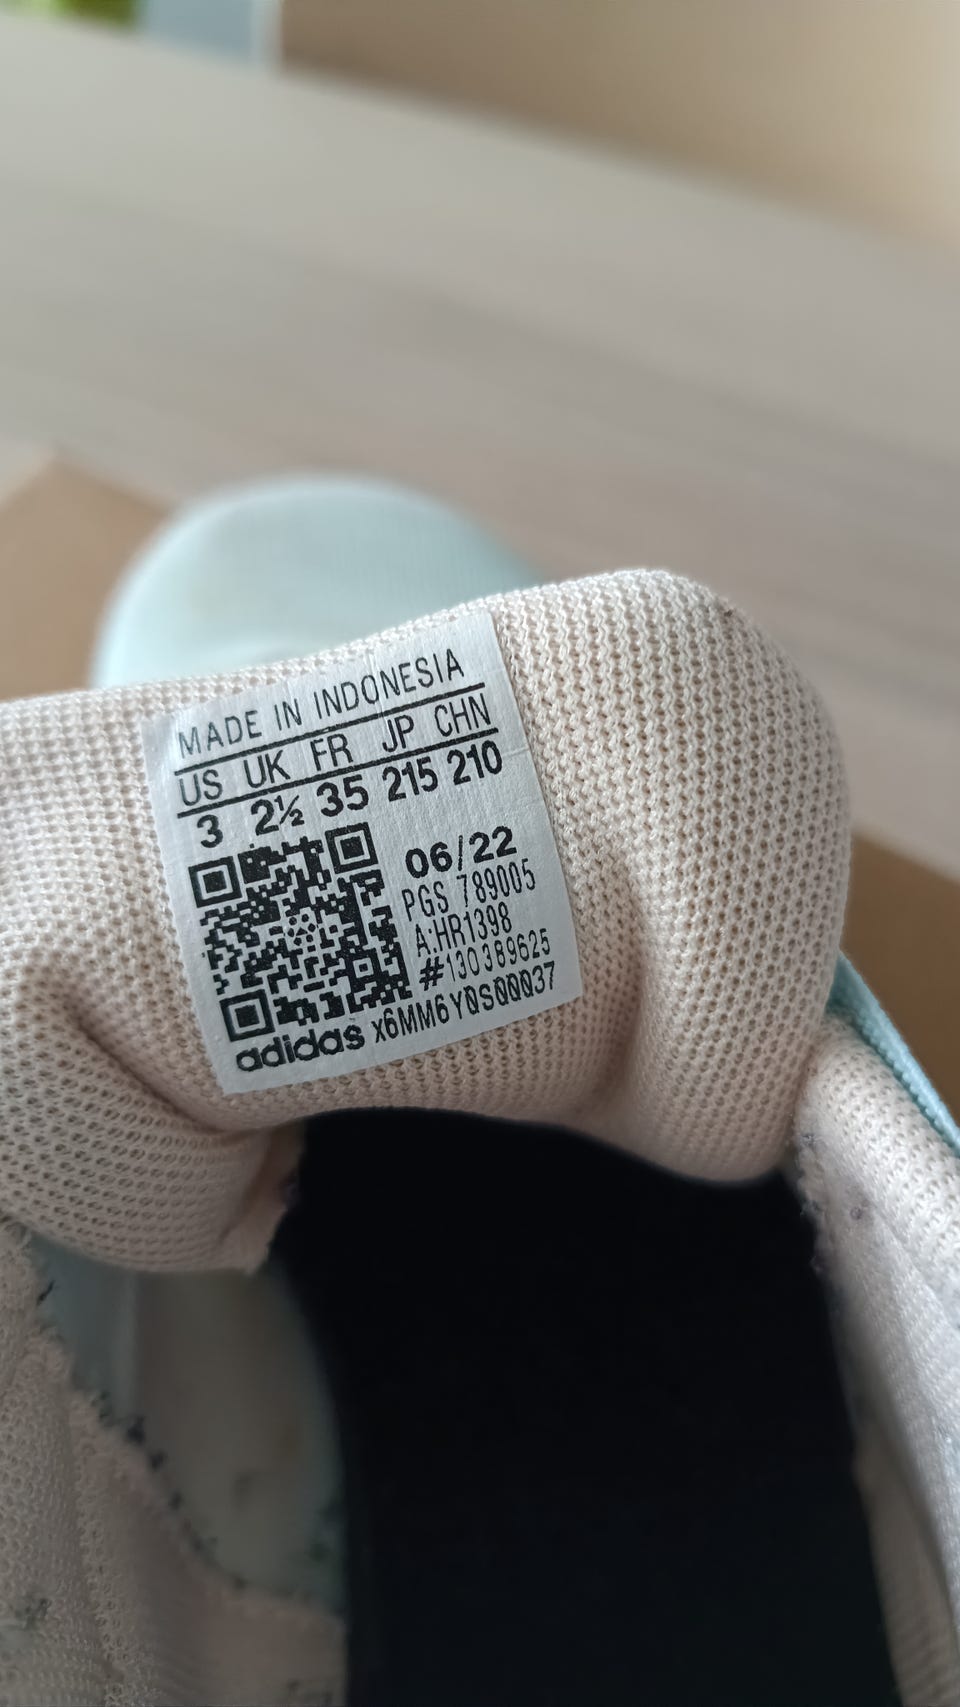 MADE IN INDONESIA
US UK FR JP CHN
3 2½ 35 215 210
06/22
PGS 789005
A:HR1398
#130389625
adidas x6MM6Y0S00037